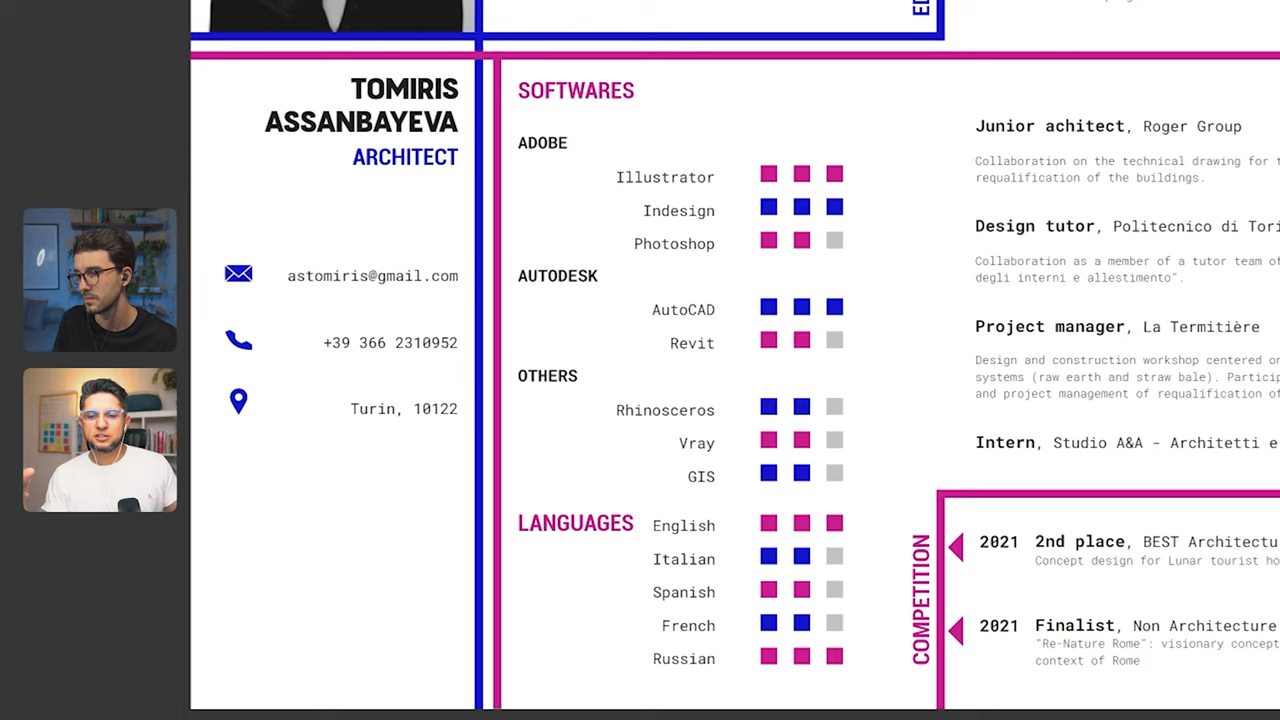 ED
TOMIRIS
ASSANBAYEVA
ARCHITECT
astomiris@gmail.com
+39 366 2310952
Turin, 10122
SOFTWARES
ADOBE
Illustrator
Indesign
Photoshop
AUTODESK
AutoCAD
Revit
OTHERS
Rhinosceros
Vray
GIS
LANGUAGES English
Italian
Spanish
French
Russian
Junior achitect, Roger Group
Collaboration on the technical drawing for t
requalification of the buildings.
Design tutor, Politecnico di Tori
Collaboration as a member of a tutor team of
degli interni e allestimento".
Project manager, La Termitière
Design and construction workshop centered on
systems (raw earth and straw bale). Particip
and project management of requalification of
Intern, Studio A&A - Architetti e
COMPETITION
2021 2nd place, BEST Architectu
Concept design for Lunar tourist ho
2021 Finalist, Non Architecture
"Re-Nature Rome": visionary concept
context of Rome